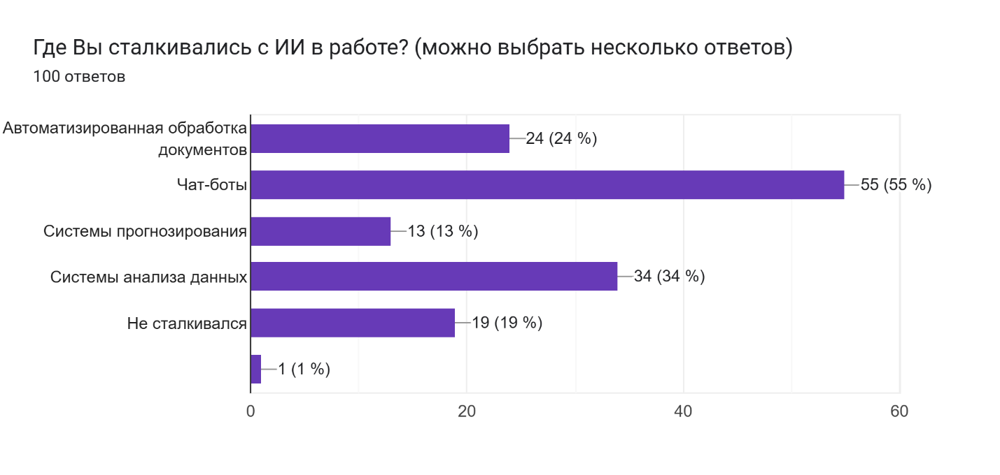 Где Вы сталкивались с ИИ в работе? (можно выбрать несколько ответов)
100 ответов
Автоматизированная обработка
документов
24 (24 %)
Чат-боты
55 (55 %)
Системы прогнозирования
13 (13 %)
Системы анализа данных
34 (34 %)
Не сталкивался
19 (19 %)
1 (1 %)
0 20 40 60